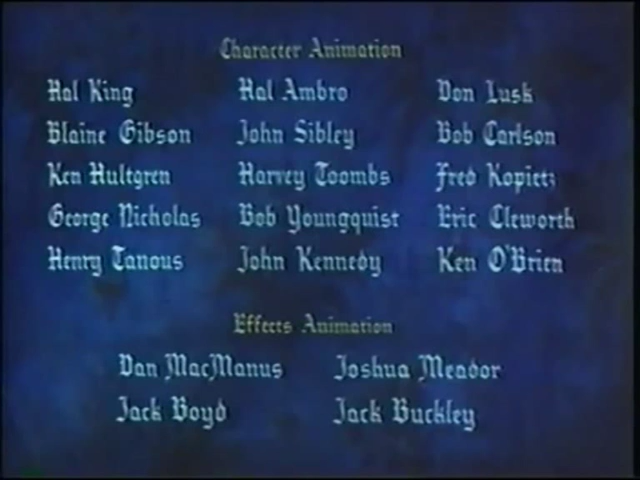 Character Animation
Hal King Hal Ambro Don Lusk
Blaine Gibson John Sibley Bob Carlson
Ken Hultgren Harvey Toombs Fred Kopietz
George Nicholas Bob Youngquist Eric Cleworth
Henry Tanous John Kennedy Ken O'Brien
Effects Animation
Dan MacManus Joshua Meador
Jack Boyd Jack Buckley